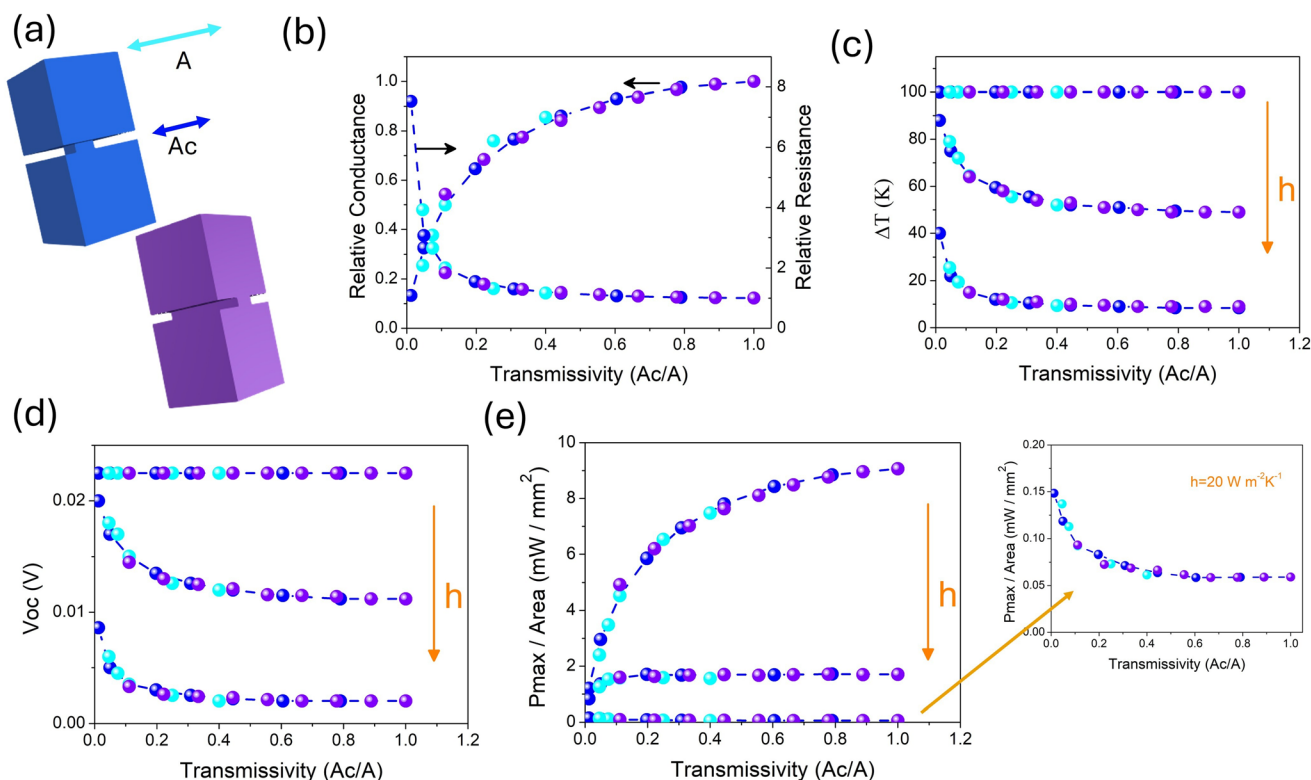 (a)
A
Ac
(b)
Relative Conductance
1.0
0.8
0.6
0.4
0.2
0.0
8
6
4
2
0
Relative Resistance
0.0 0.2 0.4 0.6 0.8 1.0
Transmissivity (Ac/A)
(c)
ΔT (K)
100
80
60
40
20
0
h
0.0 0.2 0.4 0.6 0.8 1.0 1.2
Transmissivity (Ac/A)
(d)
Voc (V)
0.02
0.01
0.00
h
0.0 0.2 0.4 0.6 0.8 1.0 1.2
Transmissivity (Ac/A)
(e)
Pmax / Area (mW / mm²)
10
8
6
4
2
0
h
0.0 0.2 0.4 0.6 0.8 1.0 1.2
Transmissivity (Ac/A)
Pmax / Area (mW / mm²)
0.20
0.15
0.10
0.05
0.00
h=20 W m⁻²K⁻¹
0.0 0.2 0.4 0.6 0.8 1.0
Transmissivity (Ac/A)